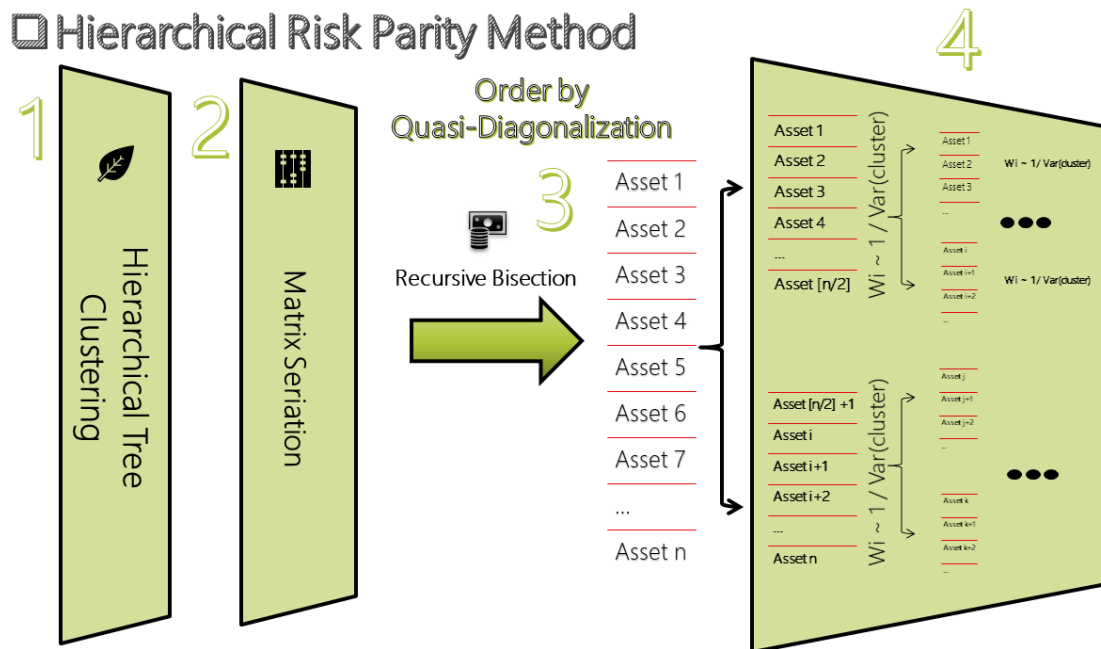 Hierarchical Risk Parity Method
1
Hierarchical Tree
Clustering
2
Matrix Seriation
Order by
Quasi-Diagonalization
3
Recursive Bisection
Asset 1
Asset 2
Asset 3
Asset 4
Asset 5
Asset 6
Asset 7
...
Asset n
4
Asset 1
Asset 2
Asset 3
Asset 4
...
Asset [n/2]
Wi ~ 1 / Var(cluster)
Asset 1
Asset 2
Asset 3
...
Wi ~ 1/ Var(cluster)
Asset i
Asset i+1
Asset i+2
...
Wi ~ 1/ Var(cluster)
Asset [n/2] +1
Asset i
Asset i+1
Asset i+2
...
Asset n
Wi ~ 1 / Var(cluster)
Asset j
Asset j+1
Asset j+2
...
Asset k
Asset k+1
Asset k+2
...